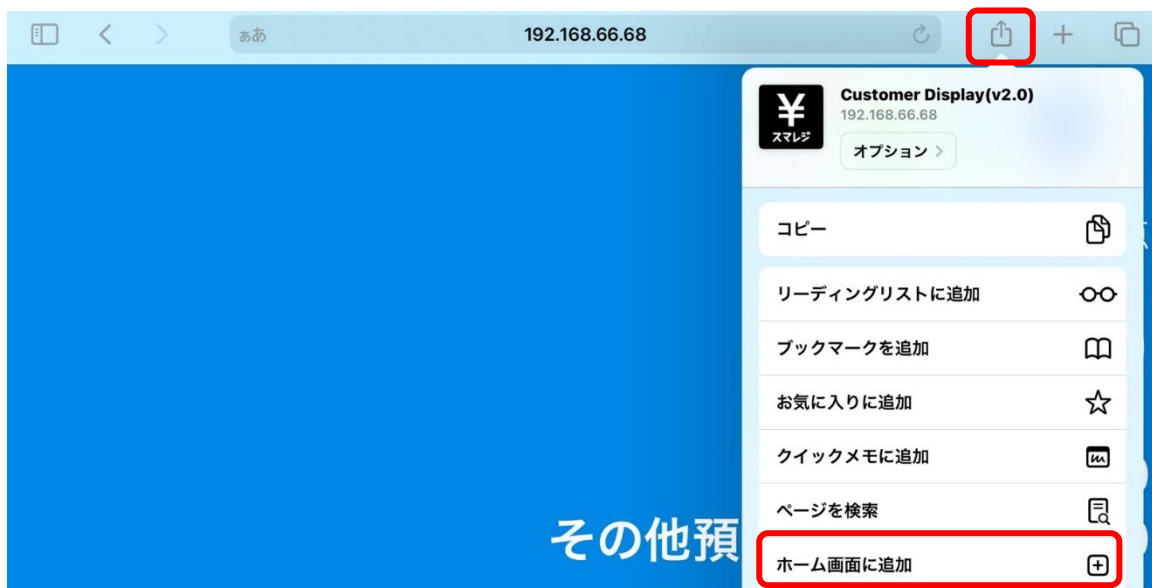 ああ
192.168.66.68
¥
スマレジ
Customer Display(v2.0)
192.168.66.68
オプション
コピー
リーディングリストに追加
ブックマークを追加
お気に入りに追加
クイックメモに追加
ページを検索
その他預
ホーム画面に追加